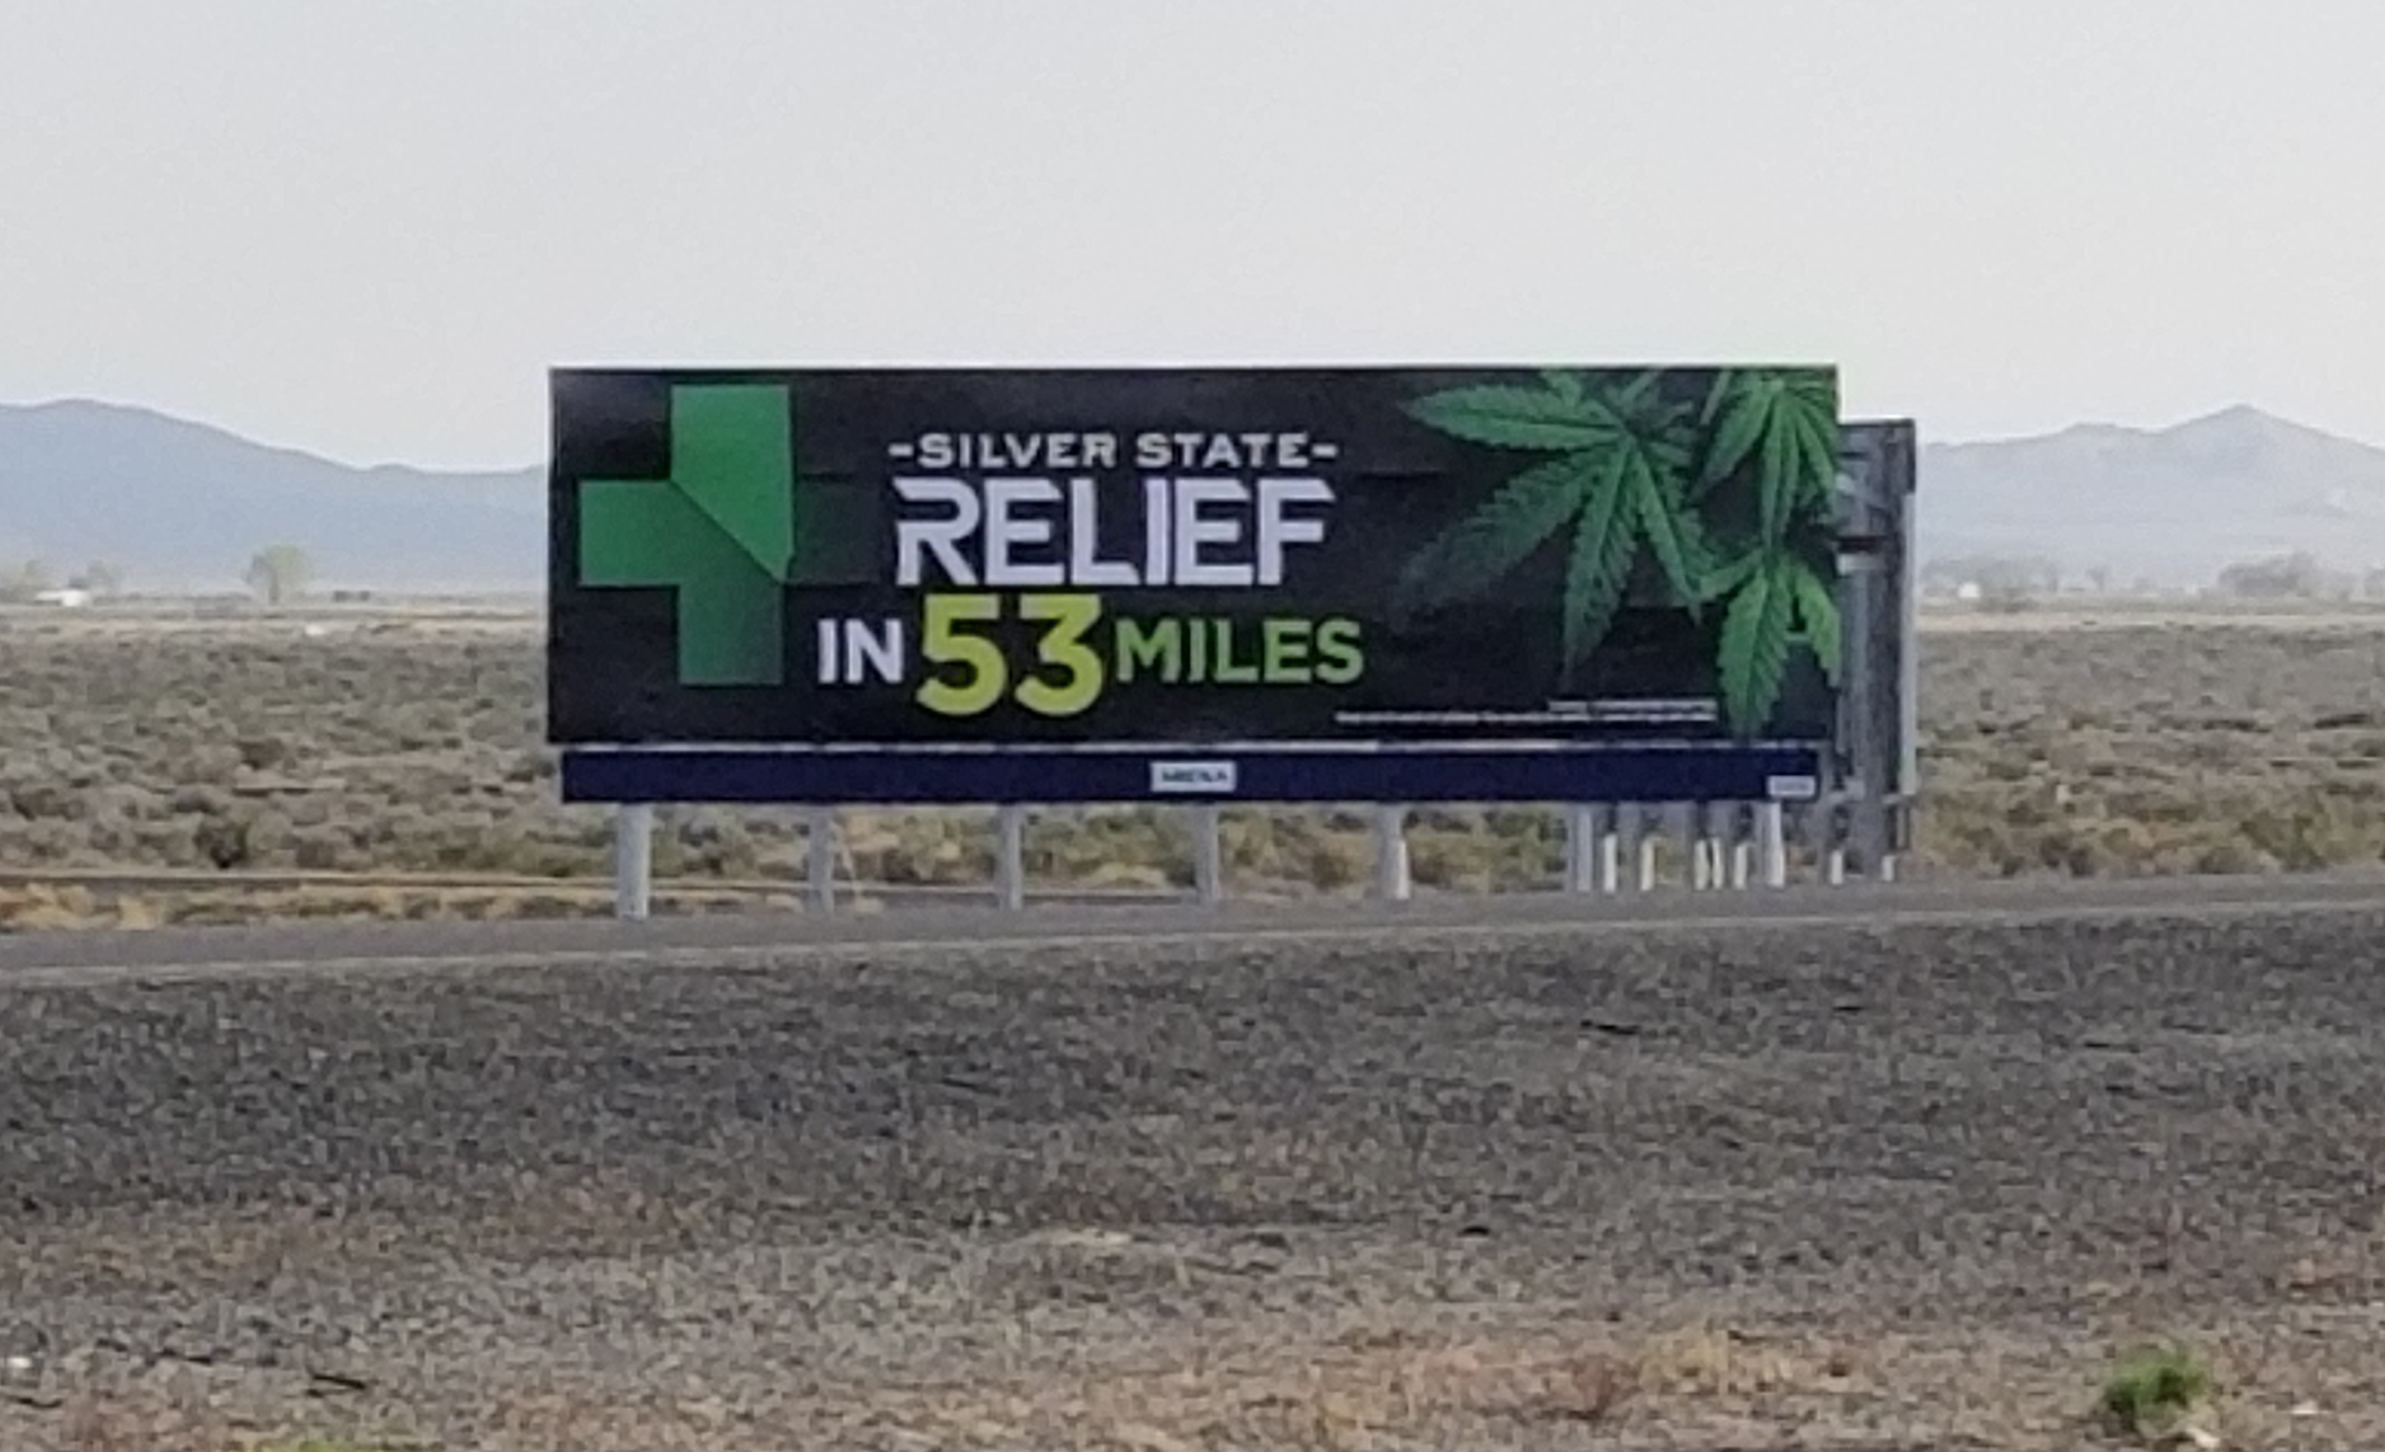 -SILVER STATE-
RELIEF
IN 53 MILES